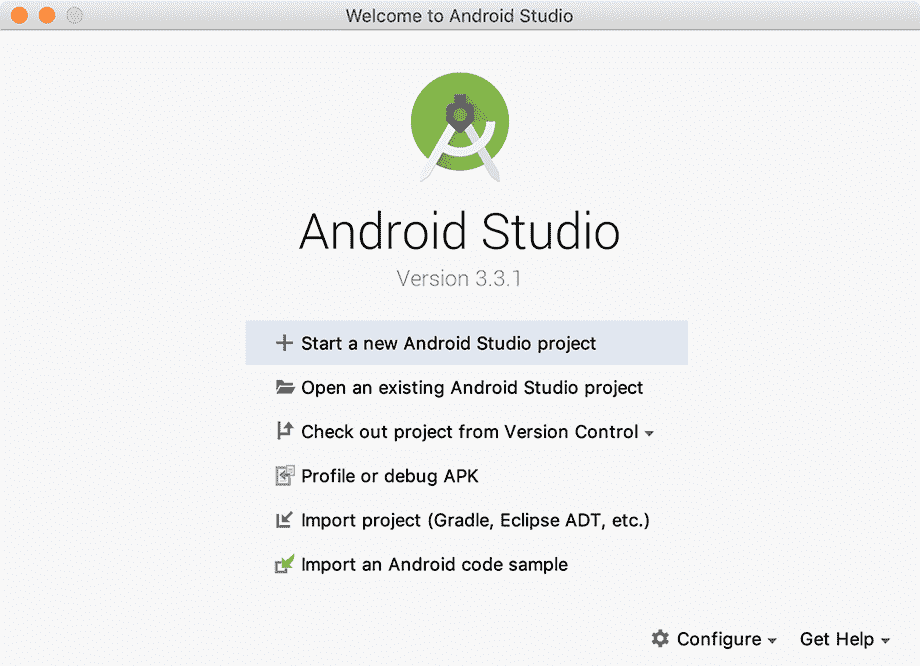 Welcome to Android Studio
Android Studio
Version 3.3.1
Start a new Android Studio project
Open an existing Android Studio project
Check out project from Version Control
Profile or debug APK
Import project (Gradle, Eclipse ADT, etc.)
Import an Android code sample
Configure Get Help